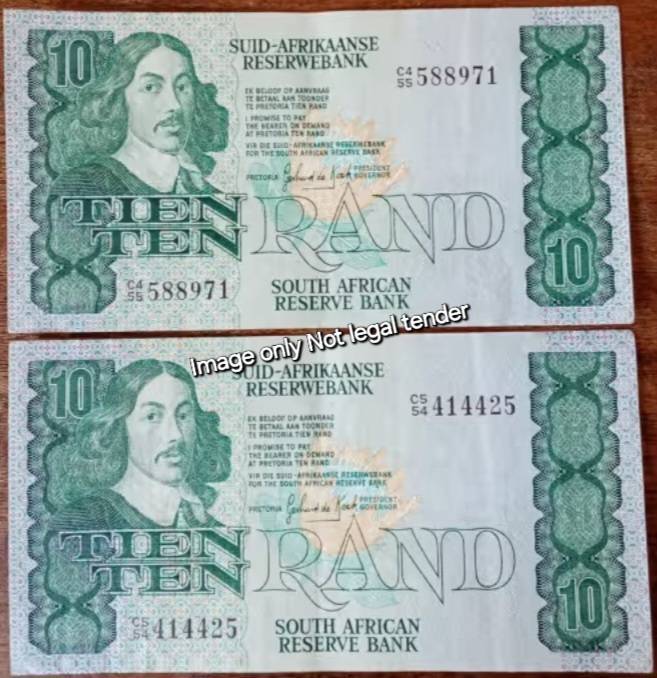 10
SUID-AFRIKAANSE
RESERWEBANK
C4
55 588971
EK BELOOF OP AANVRAAG
TE BETAAL AAN TOONDER
TE PRETORIA TIEN RAND
I PROMISE TO PAY
THE BEARER ON DEMAND
AT PRETORIA TEN RAND
VIR DIE SUID-AFRIKAANSE RESERWEBANK
FOR THE SOUTH AFRICAN RESERVE BANK
PRETORIA Gerhard de Kock PRESIDENT
GOVERNOR
TIEN
TEN RAND
10
C4
55 588971
SOUTH AFRICAN
RESERVE BANK
Image only Not legal tender
10
SUID-AFRIKAANSE
RESERWEBANK
C5
54 414425
EK BELOOF OP AANVRAAG
TE BETAAL AAN TOONDER
TE PRETORIA TIEN RAND
I PROMISE TO PAY
THE BEARER ON DEMAND
AT PRETORIA TEN RAND
VIR DIE SUID-AFRIKAANSE RESERWEBANK
FOR THE SOUTH AFRICAN RESERVE BANK
PRETORIA Gerhard de Kock PRESIDENT
GOVERNOR
TIEN
TEN RAND
10
C5
54 414425
SOUTH AFRICAN
RESERVE BANK